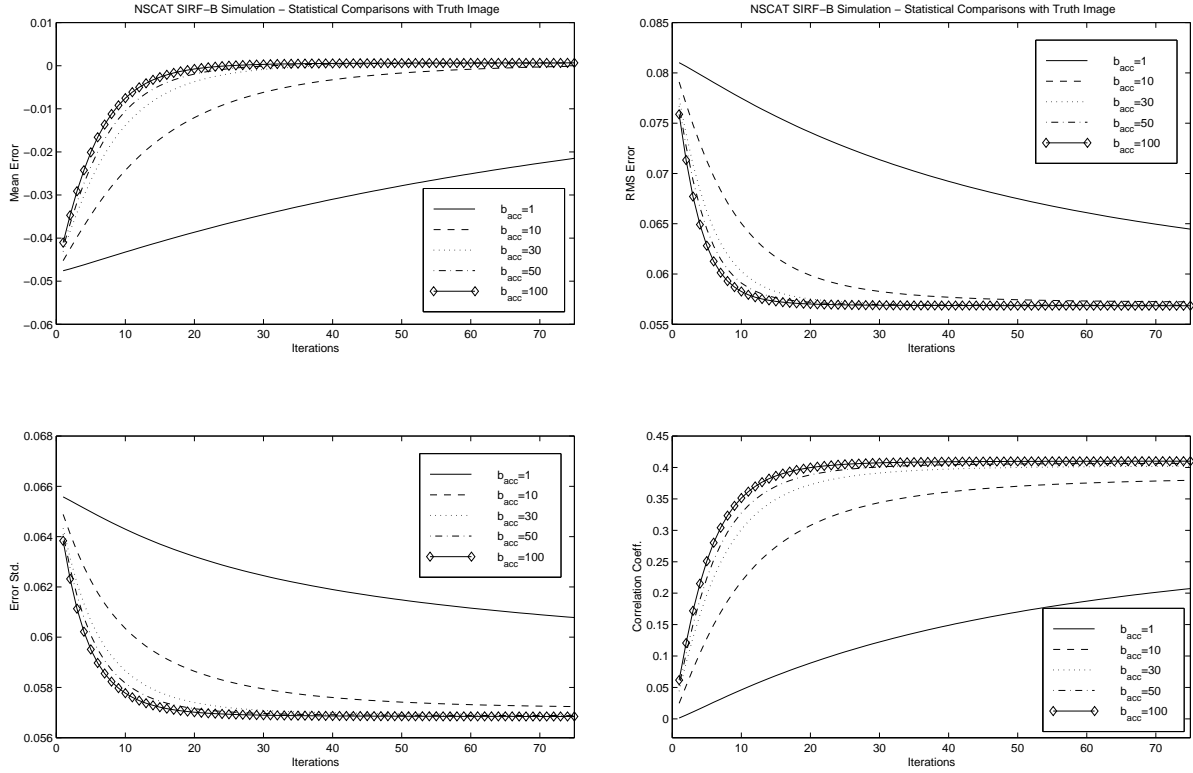 NSCAT SIRF−B Simulation − Statistical Comparisons with Truth Image
0.01
0
−0.01
−0.02
−0.03
−0.04
−0.05
−0.06
Mean Error
0 10 20 30 40 50 60 70
Iterations
b_acc=1
b_acc=10
b_acc=30
b_acc=50
b_acc=100
NSCAT SIRF−B Simulation − Statistical Comparisons with Truth Image
0.085
0.08
0.075
0.07
0.065
0.06
0.055
RMS Error
0 10 20 30 40 50 60 70
Iterations
b_acc=1
b_acc=10
b_acc=30
b_acc=50
b_acc=100
0.068
0.066
0.064
0.062
0.06
0.058
0.056
Error Std.
0 10 20 30 40 50 60 70
Iterations
b_acc=1
b_acc=10
b_acc=30
b_acc=50
b_acc=100
0.45
0.4
0.35
0.3
0.25
0.2
0.15
0.1
0.05
0
Correlation Coeff.
0 10 20 30 40 50 60 70
Iterations
b_acc=1
b_acc=10
b_acc=30
b_acc=50
b_acc=100